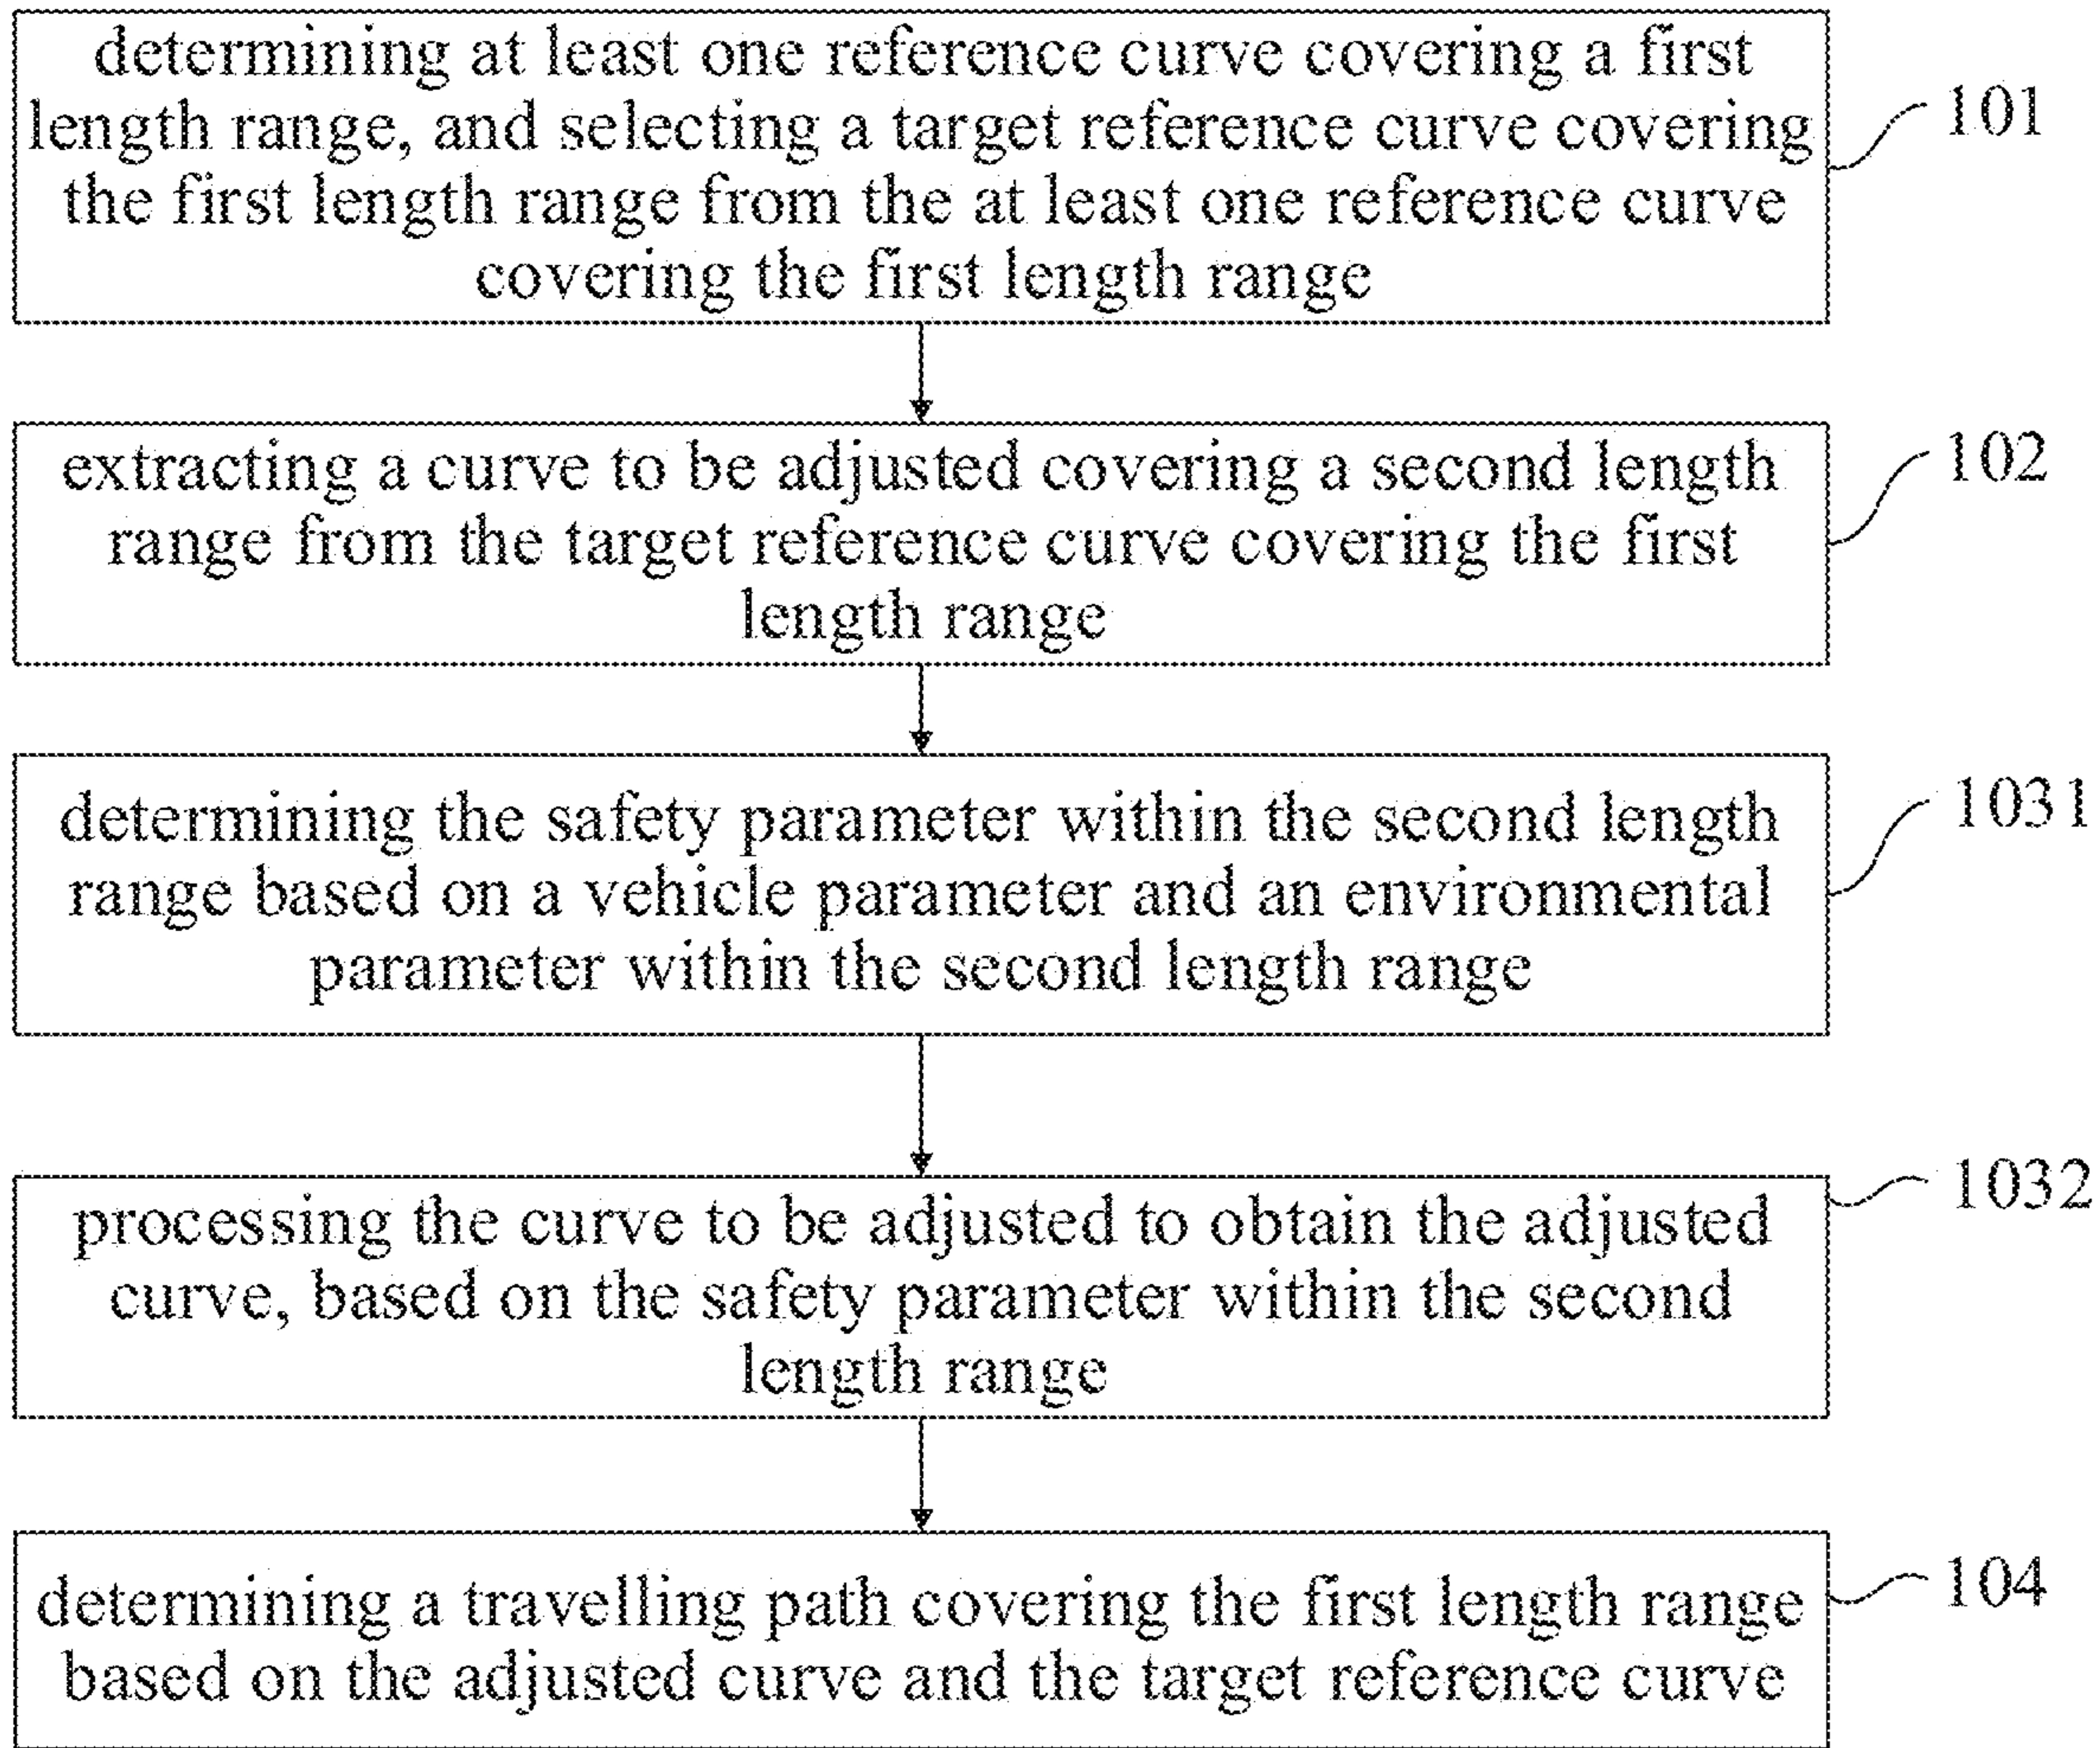 determining at least one reference curve covering a first
length range, and selecting a target reference curve covering
the first length range from the at least one reference curve
covering the first length range
101
extracting a curve to be adjusted covering a second length
range from the target reference curve covering the first
length range
102
determining the safety parameter within the second length
range based on a vehicle parameter and an environmental
parameter within the second length range
1031
processing the curve to be adjusted to obtain the adjusted
curve, based on the safety parameter within the second
length range
1032
determining a travelling path covering the first length range
based on the adjusted curve and the target reference curve
104